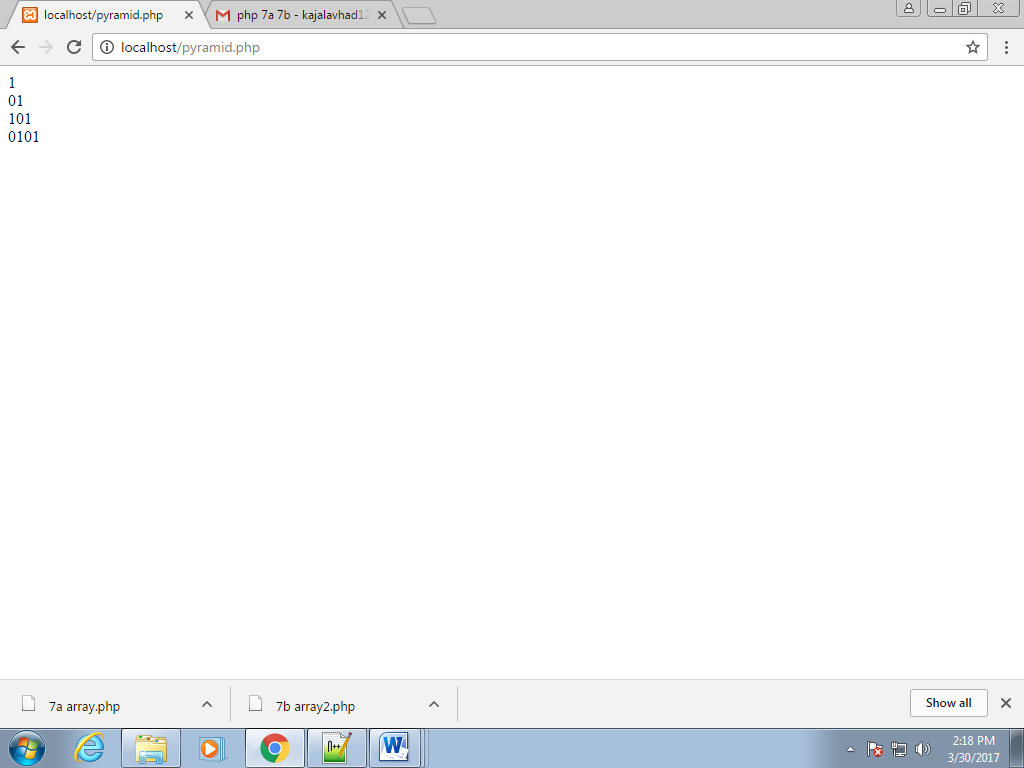 localhost/pyramid.php
php 7a 7b - kajalavhad12
localhost/pyramid.php
1
01
101
0101
7a array.php
7b array2.php
Show all
2:18 PM
3/30/2017